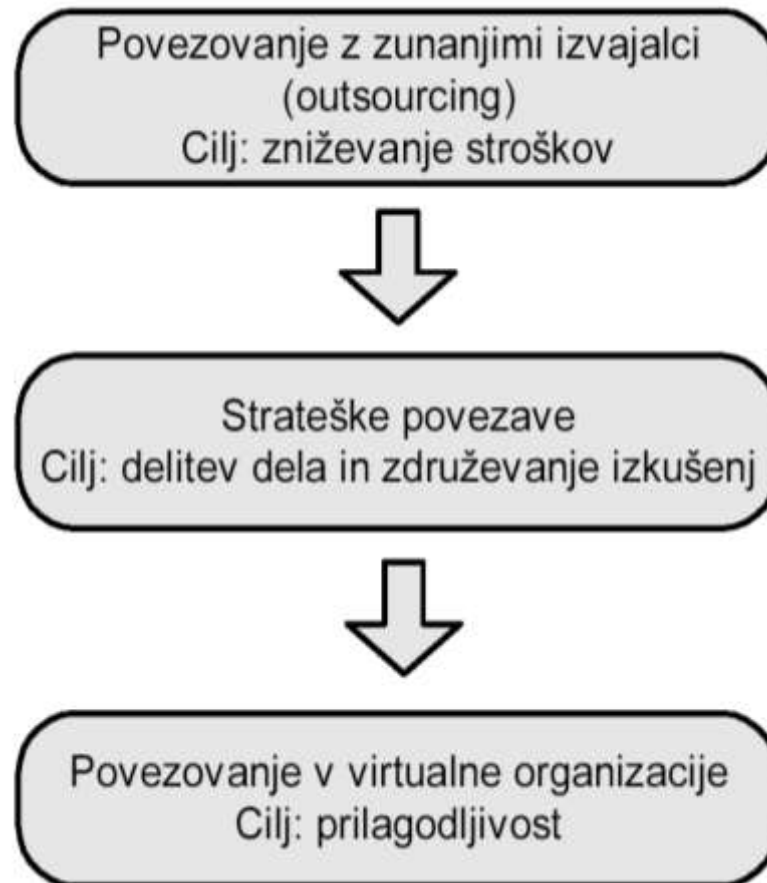 Povezovanje z zunanjimi izvajalci
(outsourcing)
Cilj: zniževanje stroškov
Strateške povezave
Cilj: delitev dela in združevanje izkušenj
Povezovanje v virtualne organizacije
Cilj: prilagodljivost